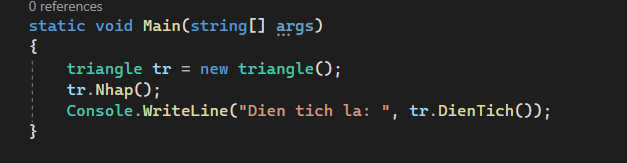 0 references
static void Main(string[] args)
{
triangle tr = new triangle();
tr.Nhap();
Console.WriteLine("Dien tich la: ", tr.DienTich());
}